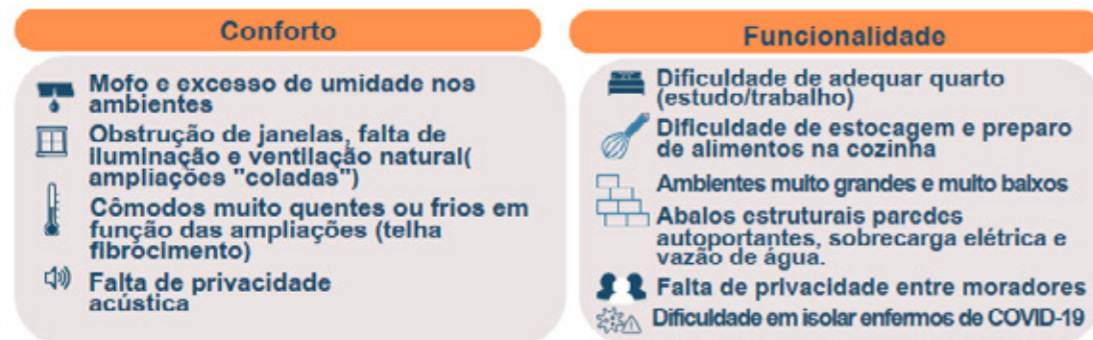 Conforto
Mofo e excesso de umidade nos
ambientes
Obstrução de janelas, falta de
iluminação e ventilação natural(
ampliações "coladas")
Cômodos muito quentes ou frios em
função das ampliações (telha
fibrocimento)
Falta de privacidade
acústica
Funcionalidade
Dificuldade de adequar quarto
(estudo/trabalho)
Dificuldade de estocagem e preparo
de alimentos na cozinha
Ambientes muito grandes e muito baixos
Abalos estruturais paredes
autoportantes, sobrecarga elétrica e
vazão de água.
Falta de privacidade entre moradores
Dificuldade em isolar enfermos de COVID-19